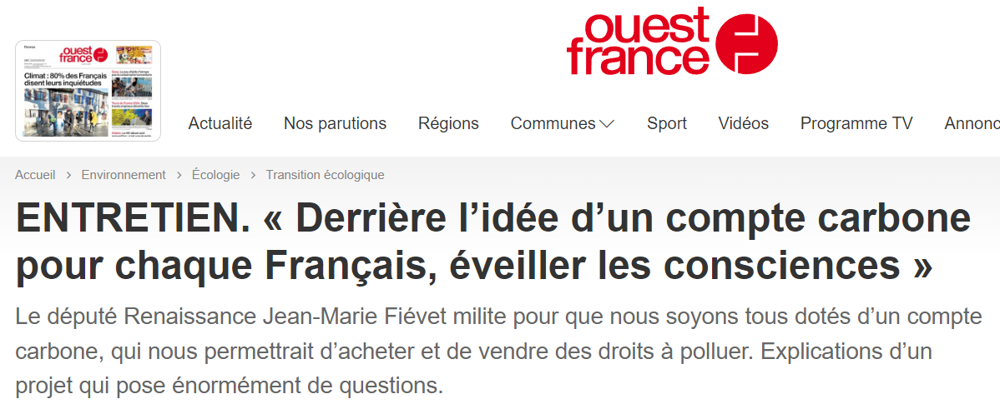 ouest
france
ouest
france
Climat : 80% des Français
disent leurs inquiétudes
Actualité Nos parutions Régions Communes Sport Vidéos Programme TV Annonc
Accueil > Environnement > Écologie > Transition écologique
ENTRETIEN. « Derrière l’idée d’un compte carbone
pour chaque Français, éveiller les consciences »
Le député Renaissance Jean-Marie Fiévet milite pour que nous soyons tous dotés d’un compte
carbone, qui nous permettrait d’acheter et de vendre des droits à polluer. Explications d’un
projet qui pose énormément de questions.